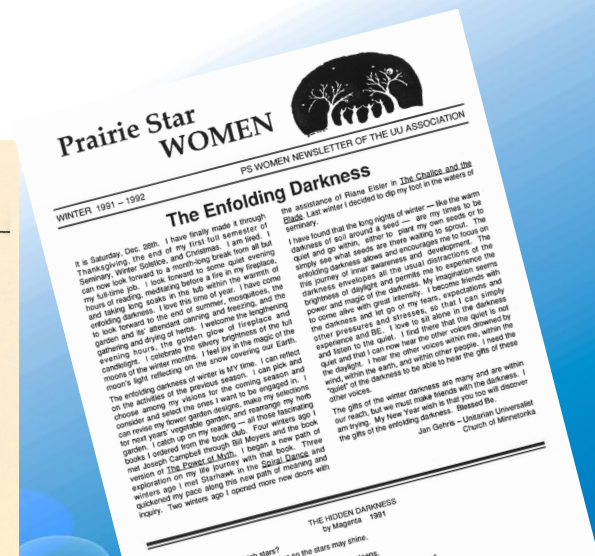 Prairie Star
WOMEN
PS WOMEN NEWSLETTER OF THE UU ASSOCIATION
WINTER 1991 – 1992
The Enfolding Darkness
It is Saturday, Dec. 28th. I have finally made it through
Thanksgiving, the end of my first full semester of
Seminary, Winter Solstice, and Christmas. I am tired. I
can now look forward to a month-long break from all but
my full-time job. I look forward to some quiet evening
hours of reading, meditating before a fire in my fireplace,
and taking long soaks in the tub within the warmth of
enfolding darkness. I love this time of year. I have come
to look forward to the end of summer, mosquitoes, the
garden and its' attendant canning and freezing, and the
gathering and drying of herbs. I welcome the lengthening
evening hours, the golden glow of fireplace and
candlelight. I celebrate the silvery brightness of the full
moons of the winter months. I feel joy in the magic of the
moon's light reflecting on the snow covering our Earth.
The enfolding darkness of winter is MY time. I can reflect
on the activities of the previous season. I can pick and
choose among my visions for the coming season and
consider and select the ones I want to be engaged in. I
can revise my flower garden designs, make my selections
for next years' vegetable garden, and rearrange my herb
garden. I catch up on my reading — all those fascinating
books I ordered from the book club. Four winters ago I
met Joseph Campbell through Bill Moyers and the book
version of The Power of Myth. I began a new path of
exploration on my life journey with that book. Three
winters ago I met Starhawk in the Spiral Dance and
quickened my pace along this new path of meaning and
inquiry. Two winters ago I opened more new doors with
the assistance of Riane Eisler in The Chalice and the
Blade. Last winter I decided to dip my foot in the waters of
seminary.
I have found that the long nights of winter — like the warm
darkness of soil around a seed — are my times to be
quiet and go within, either to plant my own seeds or to
simply see what seeds are there waiting to sprout. The
enfolding darkness allows and encourages me to focus on
this journey of inner awareness and development. The
darkness envelopes all the usual distractions of the
brightness of daylight and permits me to experience the
power and magic of the darkness. My imagination seems
to come alive with great intensity. I become friends with
the darkness and let go of my fears, expectations and
other pressures and stresses, so that I can simply
experience and BE. I love to sit alone in the darkness
and listen to the quiet. I find there that the quiet is not
quiet and that I can now hear the other voices drowned by
the daylight. I hear the other voices within me, within the
wind, within the earth, and within other people. I need the
"quiet" of the darkness to be able to hear the gifts of these
other voices.
The gifts of the winter darkness are many and are within
our reach, but we must make friends with the darkness. I
am trying. My New Year wish is that you too will discover
the gifts of the enfolding darkness. Blessed Be.
Jan Gehris – Unitarian Universalist
Church of Minnetonka
THE HIDDEN DARKNESS
by Magenta 1991
stars?
on the stars may shine.